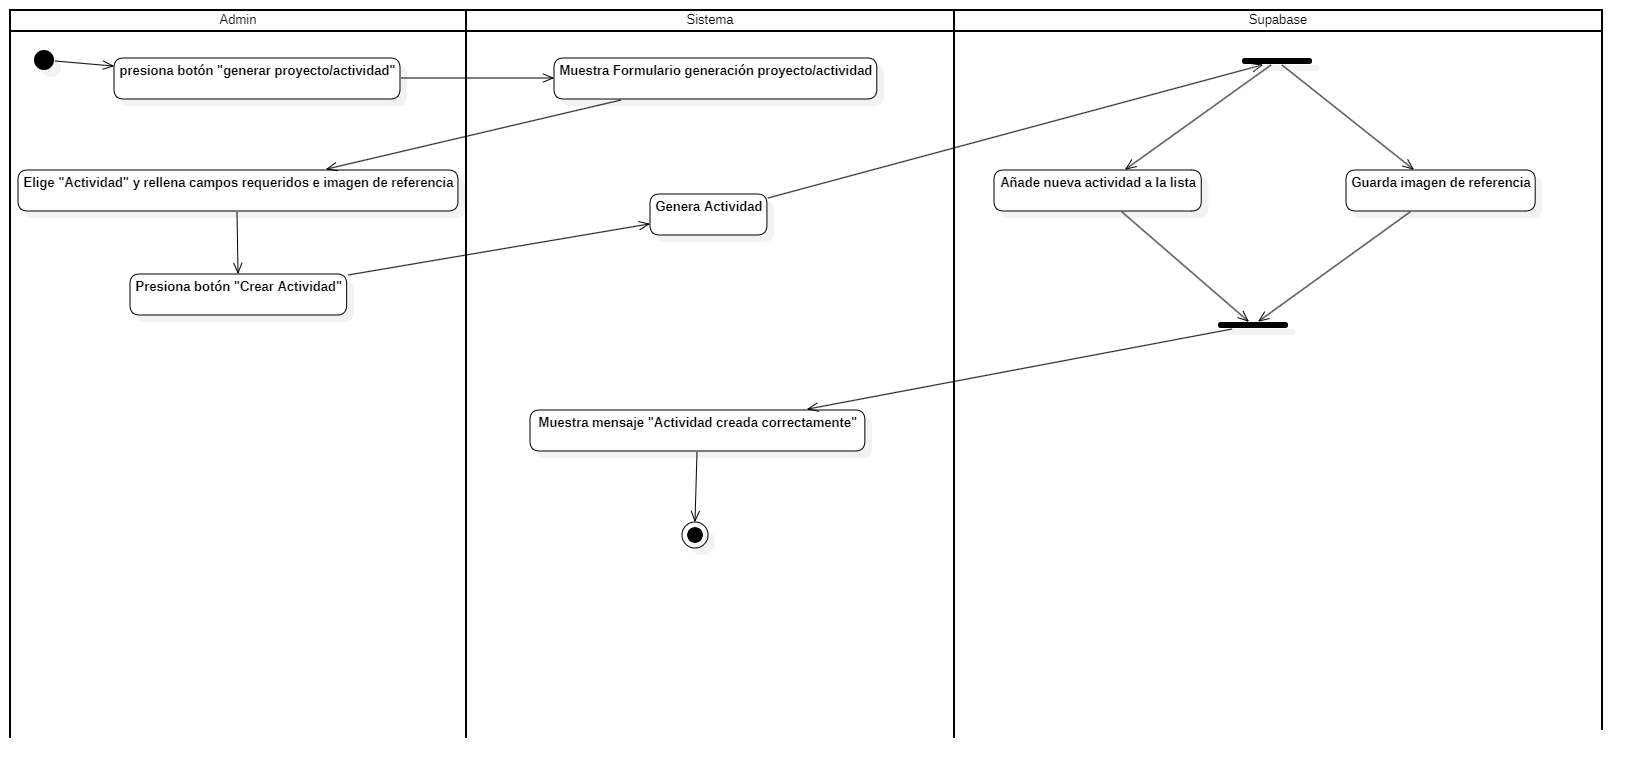 Admin
Sistema
Supabase
presiona botón "generar proyecto/actividad"
Muestra Formulario generación proyecto/actividad
Elige "Actividad" y rellena campos requeridos e imagen de referencia
Presiona botón "Crear Actividad"
Genera Actividad
Añade nueva actividad a la lista
Guarda imagen de referencia
Muestra mensaje "Actividad creada correctamente"